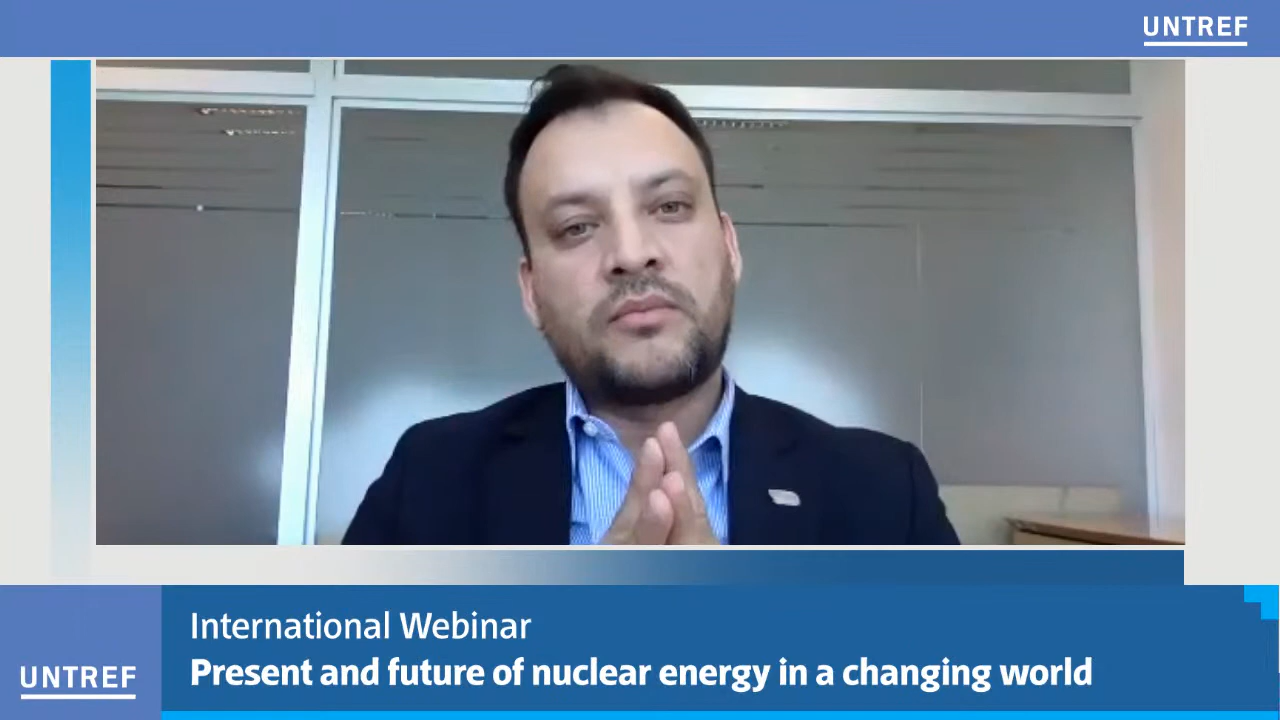 UNTREF
International Webinar
UNTREF
Present and future of nuclear energy in a changing world